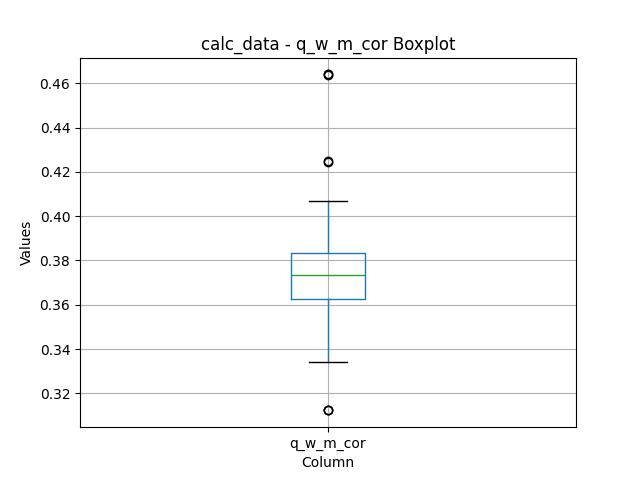 calc_data - q_w_m_cor Boxplot
0.46
0.44
0.42
0.40
0.38
0.36
0.34
0.32
Values
q_w_m_cor
Column